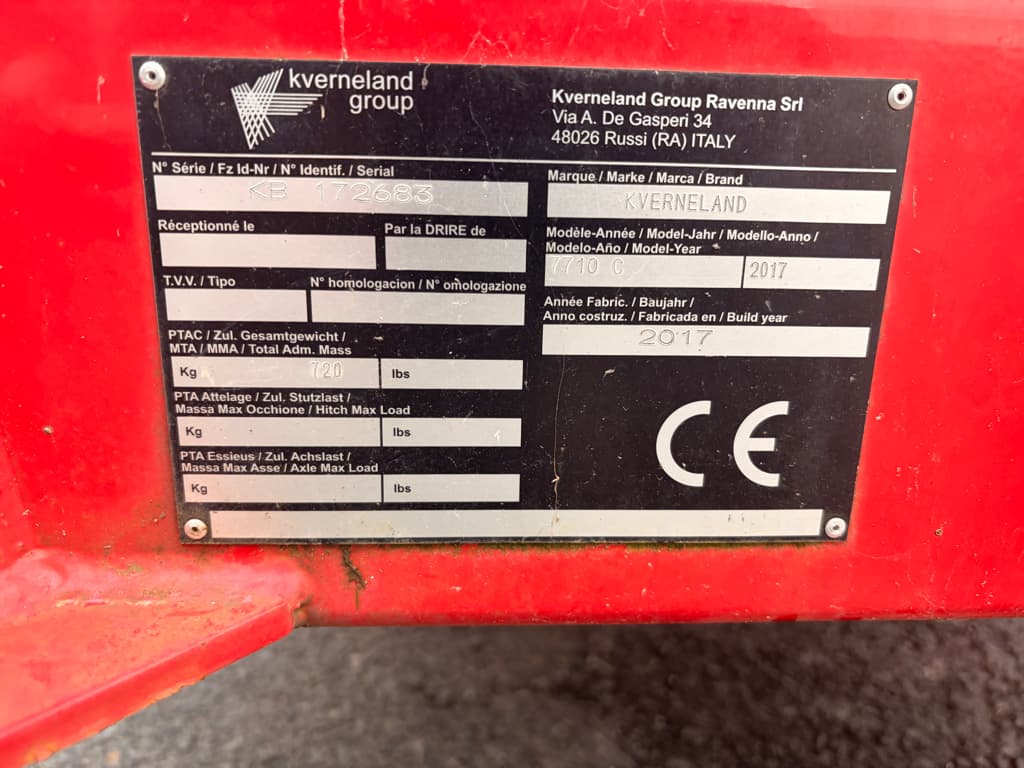 kverneland
group
Kverneland Group Ravenna Srl
Via A. De Gasperi 34
48026 Russi (RA) ITALY
N° Série / Fz Id-Nr / N° Identif. / Serial
KB 172683
Réceptionné le
Par la DRIRE de
T.V.V. / Tipo
N° homologacion / N° omologazione
PTAC / Zul. Gesamtgewicht /
MTA / MMA / Total Adm. Mass
Kg 720 lbs
PTA Attelage / Zul. Stutzlast /
Massa Max Occhione / Hitch Max Load
Kg lbs
PTA Essieus / Zul. Achslast /
Massa Max Asse / Axle Max Load
Kg lbs
Marque / Marke / Marca / Brand
KVERNELAND
Modèle-Année / Model-Jahr / Modello-Anno /
Modelo-Año / Model-Year
7710 C 2017
Année Fabric. / Baujahr /
Anno costruz. / Fabricada en / Build year
2017
CE